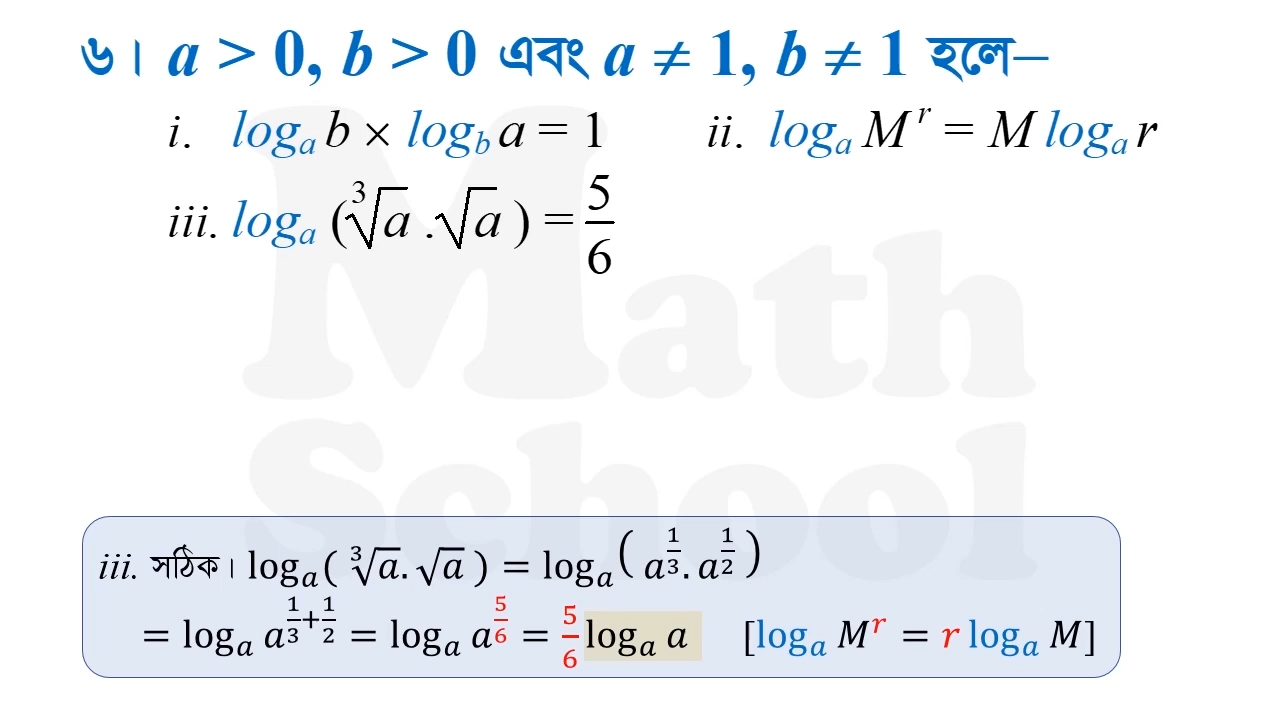 ৬। a > 0, b > 0 এবং a ≠ 1, b ≠ 1 হলে–
i. logₐ b × log_b a = 1 ii. logₐ Mʳ = M logₐ r
iii. logₐ (∛a .√a ) = 5/6
Math
School
iii. সঠিক। logₐ( ∛a. √a ) = logₐ( a^(1/3). a^(1/2) )
= logₐ a^(1/3+1/2) = logₐ a^(5/6) = 5/6 logₐ a [logₐ Mʳ = r logₐ M]